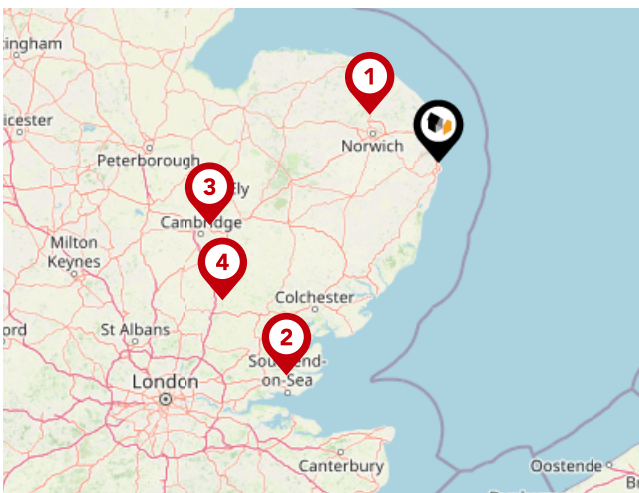 tingham
1
icester
Norwich
Peterborough
3
Ely
Cambridge
Milton
Keynes
4
Colchester
ord
St Albans
2
Southend-
on-Sea
London
Canterbury
Oostende
B